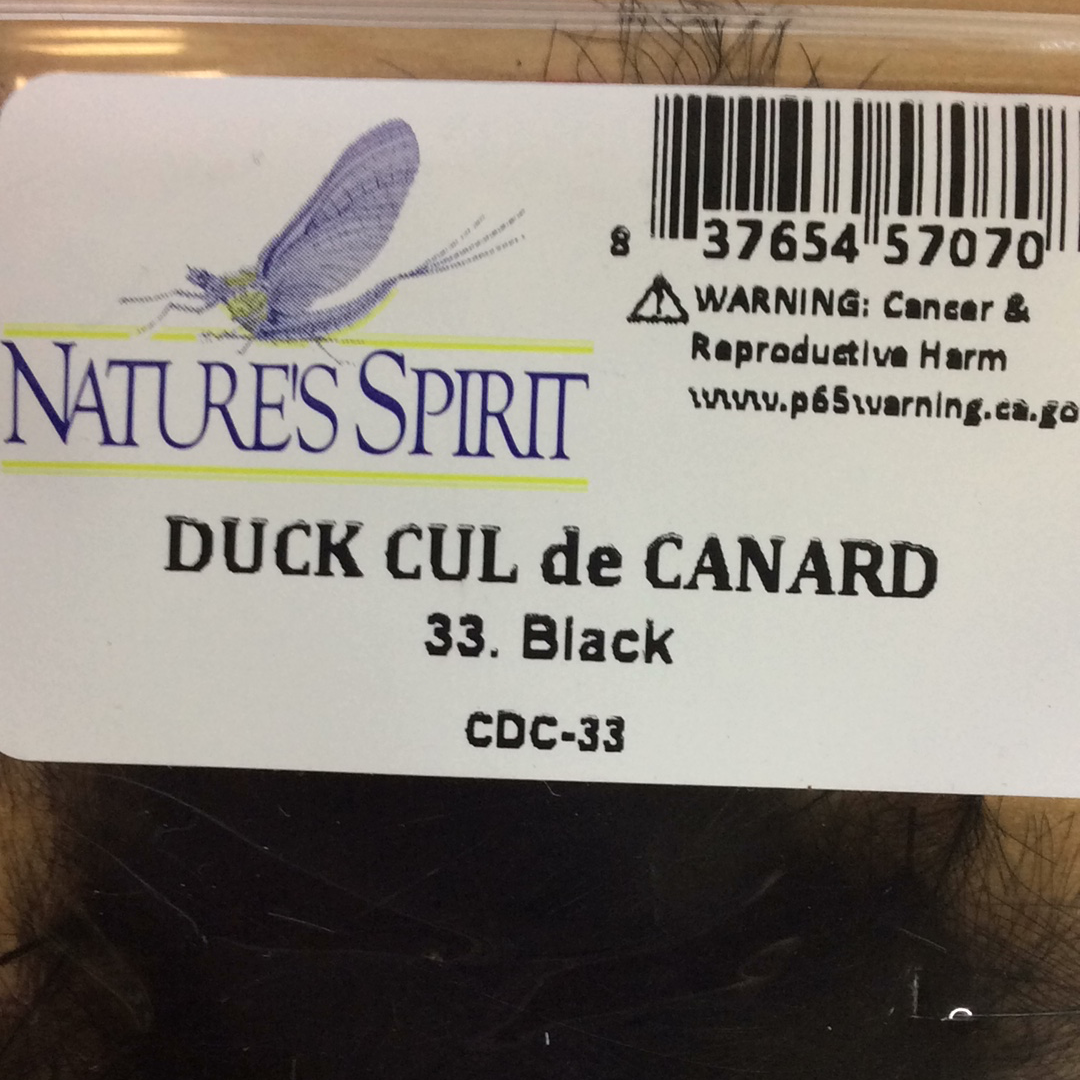 8 37654 57070
WARNING: Cancer &
Reproductive Harm
www.p65warning.ca.go
NATURE'S SPIRIT
DUCK CUL de CANARD
33. Black
CDC-33